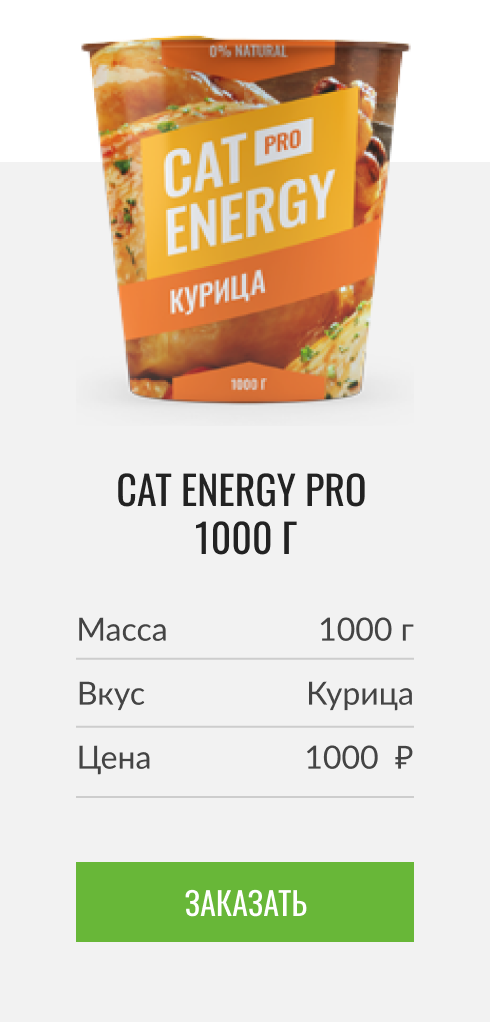 0% NATURAL
CAT PRO
ENERGY
КУРИЦА
1000 Г
CAT ENERGY PRO
1000 Г
Масса 1000 г
Вкус Курица
Цена 1000 ₽
ЗАКАЗАТЬ